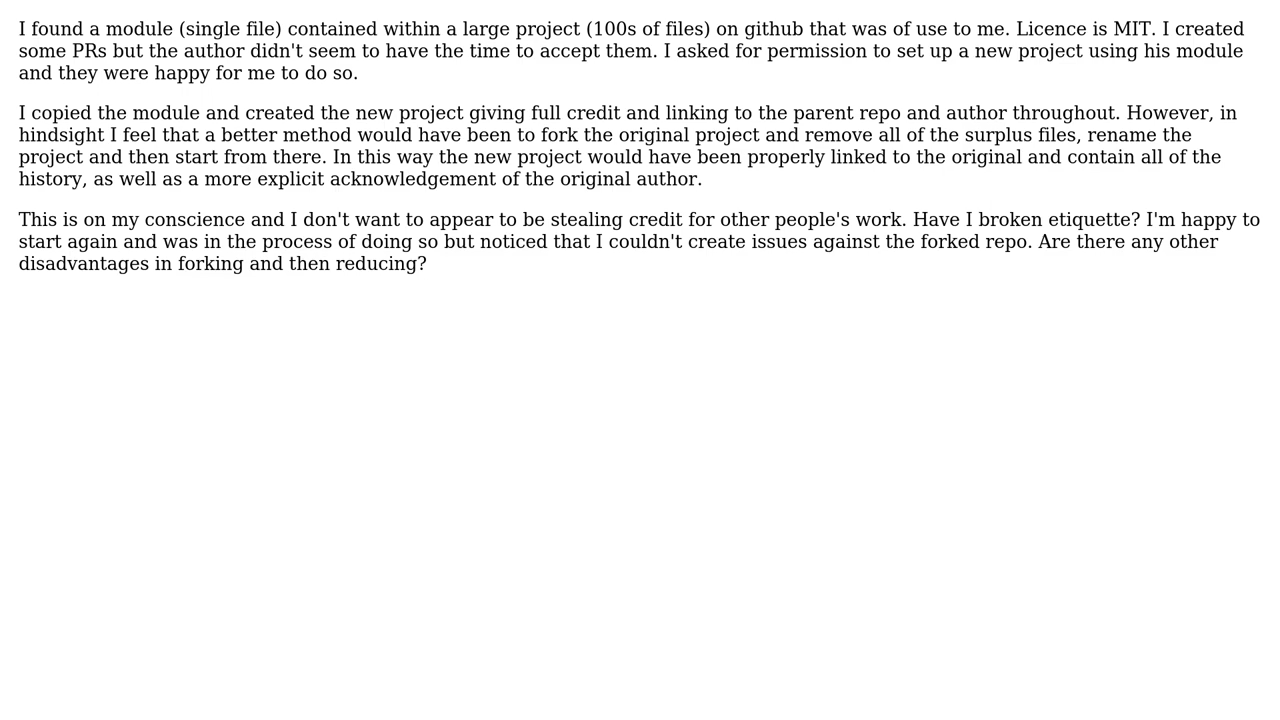 I found a module (single file) contained within a large project (100s of files) on github that was of use to me. Licence is MIT. I created
some PRs but the author didn't seem to have the time to accept them. I asked for permission to set up a new project using his module
and they were happy for me to do so.
I copied the module and created the new project giving full credit and linking to the parent repo and author throughout. However, in
hindsight I feel that a better method would have been to fork the original project and remove all of the surplus files, rename the
project and then start from there. In this way the new project would have been properly linked to the original and contain all of the
history, as well as a more explicit acknowledgement of the original author.
This is on my conscience and I don't want to appear to be stealing credit for other people's work. Have I broken etiquette? I'm happy to
start again and was in the process of doing so but noticed that I couldn't create issues against the forked repo. Are there any other
disadvantages in forking and then reducing?